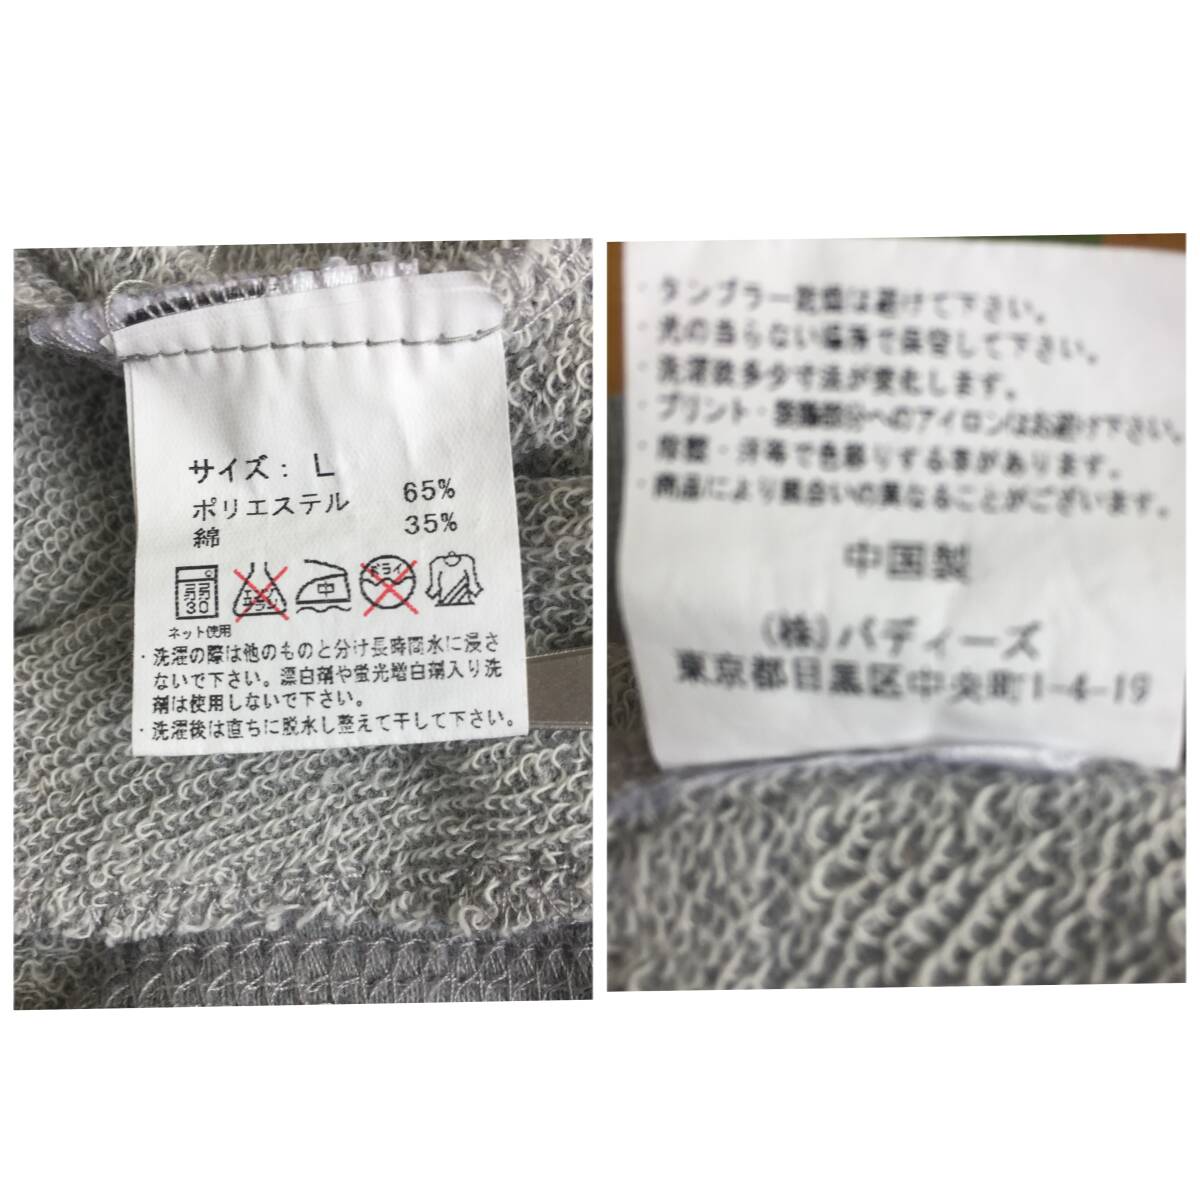 サイズ: L
ポリエステル 65%
綿 35%
弱
30
エンソ
サラシ
中
ドライ
ネット使用
・洗濯の際は他のものと分け長時間水に浸さ
ないで下さい。漂白剤や蛍光増白剤入り洗
剤は使用しないで下さい。
・洗濯後は直ちに脱水し整えて干して下さい。
・タンブラー乾燥は避けて下さい。
・光の当らない場所で保管して下さい。
・洗濯後多少寸法が変化します。
・プリント・装飾部分へのアイロンはお避け下さい。
・摩擦・汗等で色移りする事があります。
・商品により風合いの異なることがございます。
中国製
(株)バディーズ
東京都目黒区中央町1-4-19